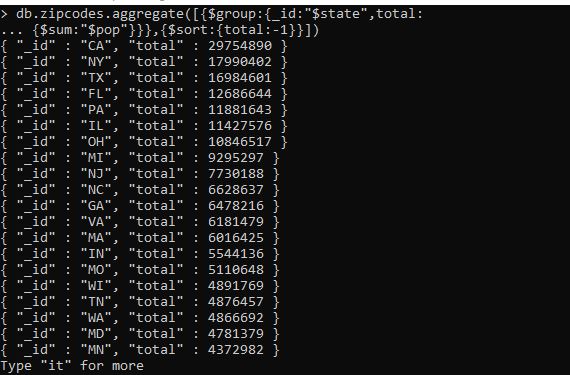 > db.zipcodes.aggregate([{$group:{_id:"$state",total:
... {$sum:"$pop"}}},{$sort:{total:-1}}])
{ "_id" : "CA", "total" : 29754890 }
{ "_id" : "NY", "total" : 17990402 }
{ "_id" : "TX", "total" : 16984601 }
{ "_id" : "FL", "total" : 12686644 }
{ "_id" : "PA", "total" : 11881643 }
{ "_id" : "IL", "total" : 11427576 }
{ "_id" : "OH", "total" : 10846517 }
{ "_id" : "MI", "total" : 9295297 }
{ "_id" : "NJ", "total" : 7730188 }
{ "_id" : "NC", "total" : 6628637 }
{ "_id" : "GA", "total" : 6478216 }
{ "_id" : "VA", "total" : 6181479 }
{ "_id" : "MA", "total" : 6016425 }
{ "_id" : "IN", "total" : 5544136 }
{ "_id" : "MO", "total" : 5110648 }
{ "_id" : "WI", "total" : 4891769 }
{ "_id" : "TN", "total" : 4876457 }
{ "_id" : "WA", "total" : 4866692 }
{ "_id" : "MD", "total" : 4781379 }
{ "_id" : "MN", "total" : 4372982 }
Type "it" for more